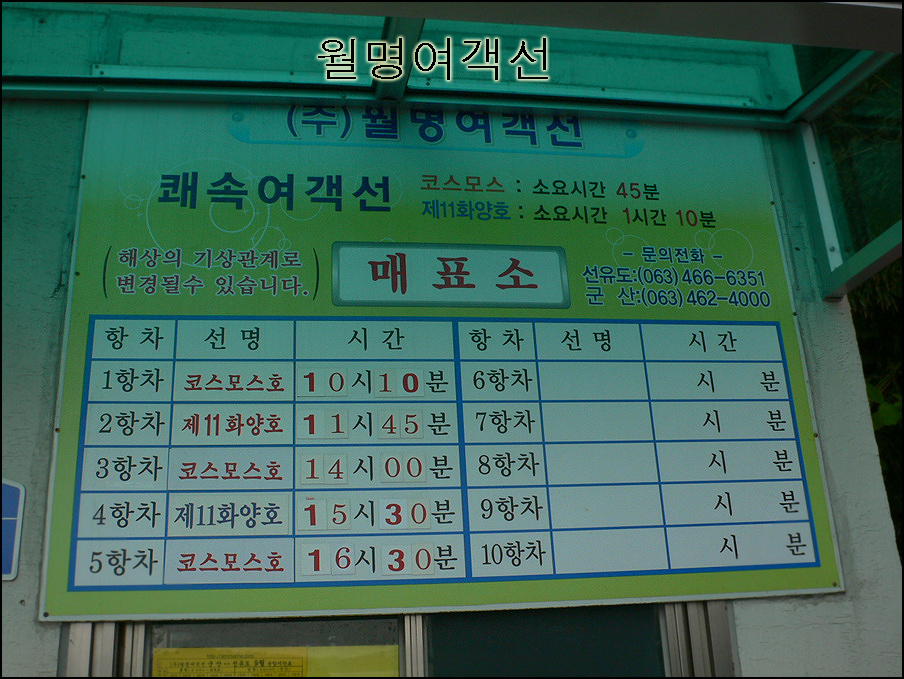 월명여객선
(주)월명여객선
쾌속여객선
코스모스 : 소요시간 45분
제11화양호 : 소요시간 1시간 10분
(해상의 기상관계로
변경될수 있습니다.)
매표소
- 문의전화 -
선유도:(063)466-6351
군 산:(063)462-4000
항차 선명 시간 항차 선명 시간
1항차 코스모스호 10시10분 6항차 시 분
2항차 제11화양호 11시45분 7항차 시 분
3항차 코스모스호 14시00분 8항차 시 분
4항차 제11화양호 15시30분 9항차 시 분
5항차 코스모스호 16시30분 10항차 시 분